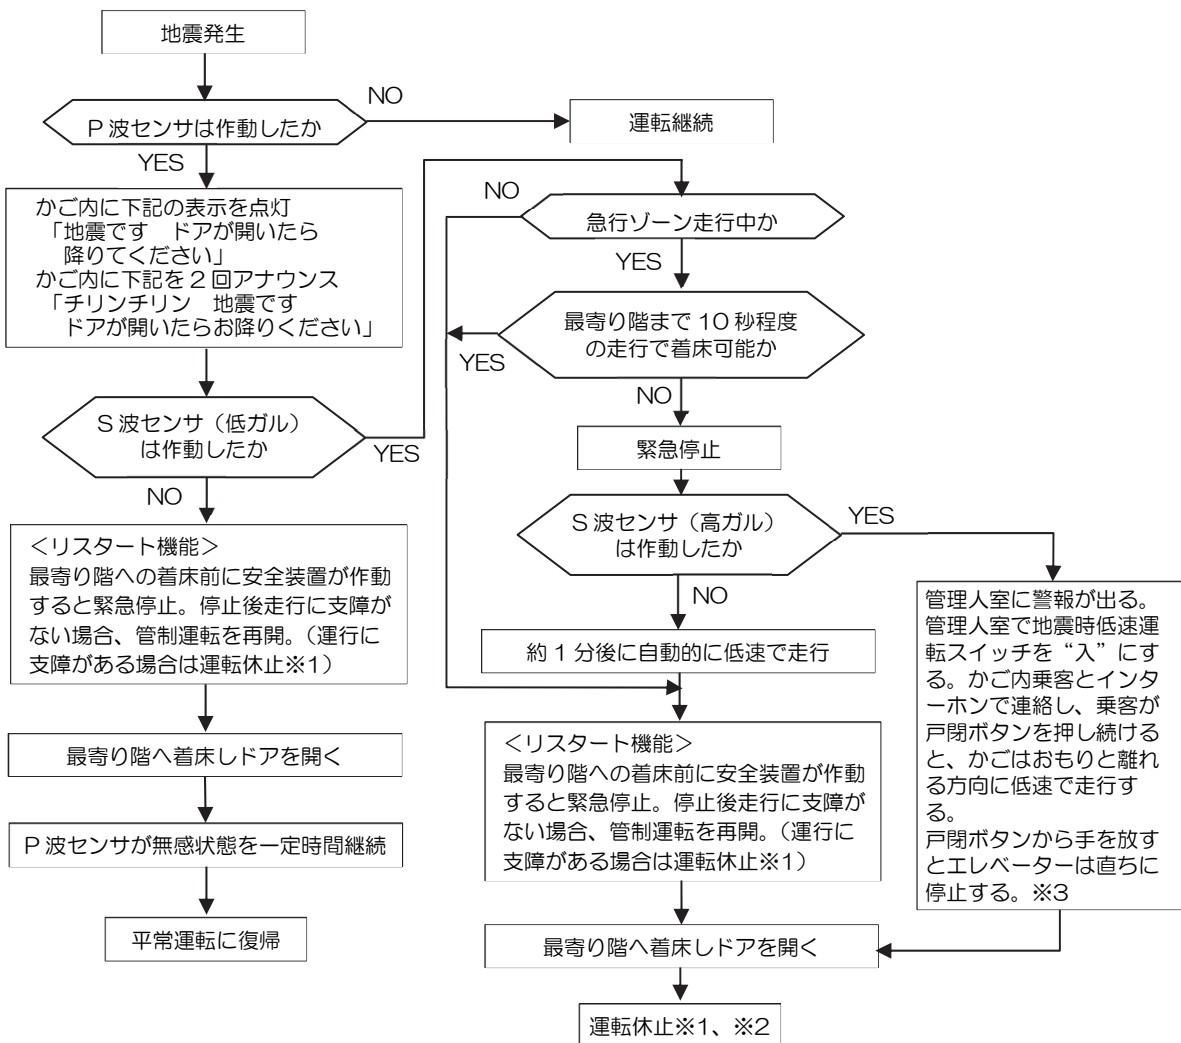 地震発生
P波センサは作動したか
NO
運転継続
YES
かご内に下記の表示を点灯
「地震です　ドアが開いたら
降りてください」
かご内に下記を2回アナウンス
「チリンチリン　地震です
ドアが開いたらお降りください」
S波センサ（低ガル）
は作動したか
YES
NO
＜リスタート機能＞
最寄り階への着床前に安全装置が作動
すると緊急停止。停止後走行に支障が
ない場合、管制運転を再開。（運行に
支障がある場合は運転休止※1）
最寄り階へ着床しドアを開く
P波センサが無感状態を一定時間継続
平常運転に復帰
急行ゾーン走行中か
NO
YES
最寄り階まで10秒程度
の走行で着床可能か
YES
NO
緊急停止
S波センサ（高ガル）
は作動したか
YES
NO
約1分後に自動的に低速で走行
＜リスタート機能＞
最寄り階への着床前に安全装置が作動
すると緊急停止。停止後走行に支障が
ない場合、管制運転を再開。（運行に
支障がある場合は運転休止※1）
管理人室に警報が出る。
管理人室で地震時低速運
転スイッチを“入”にす
る。かご内乗客とインタ
ーホンで連絡し、乗客が
戸閉ボタンを押し続ける
と、かごはおもりと離れ
る方向に低速で走行す
る。
戸閉ボタンから手を放す
とエレベーターは直ちに
停止する。※3
最寄り階へ着床しドアを開く
運転休止※1、※2